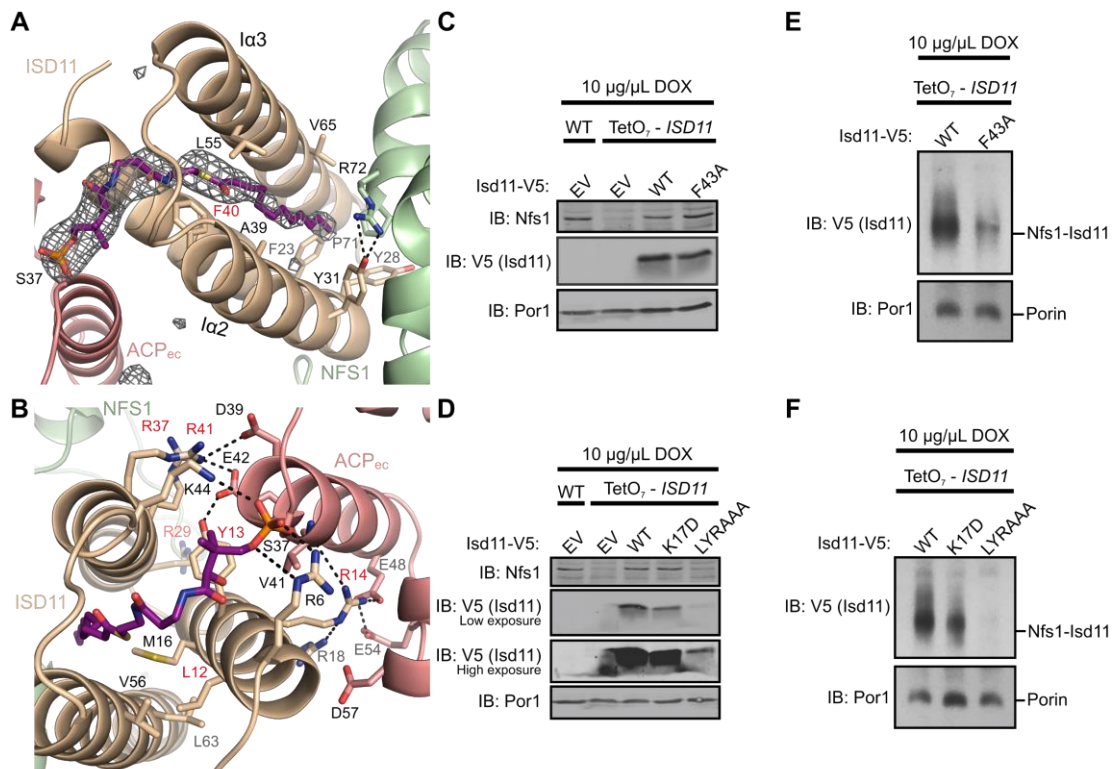 A
ISD11
Iα3
L55
V65
R72
F40
A39
F23
P71
Y28
Y31
S37
Iα2
ACPec
NFS1
B
NFS1
R37
R41
D39
E42
ACPec
K44
R29
Y13
S37
V41
R14
E48
R6
ISD11
M16
R18
E54
L12
V56
D57
L63
C
10 µg/µL DOX
WT TetO7 - ISD11
Isd11-V5: EV EV WT F43A
IB: Nfs1
IB: V5 (Isd11)
IB: Por1
D
10 µg/µL DOX
WT TetO7 - ISD11
Isd11-V5: EV EV WT K17D LYRAAA
IB: Nfs1
IB: V5 (Isd11)
Low exposure
IB: V5 (Isd11)
High exposure
IB: Por1
E
10 µg/µL DOX
TetO7 - ISD11
Isd11-V5: WT F43A
IB: V5 (Isd11) Nfs1-Isd11
IB: Por1 Porin
F
10 µg/µL DOX
TetO7 - ISD11
Isd11-V5: WT K17D LYRAAA
IB: V5 (Isd11) Nfs1-Isd11
IB: Por1 Porin